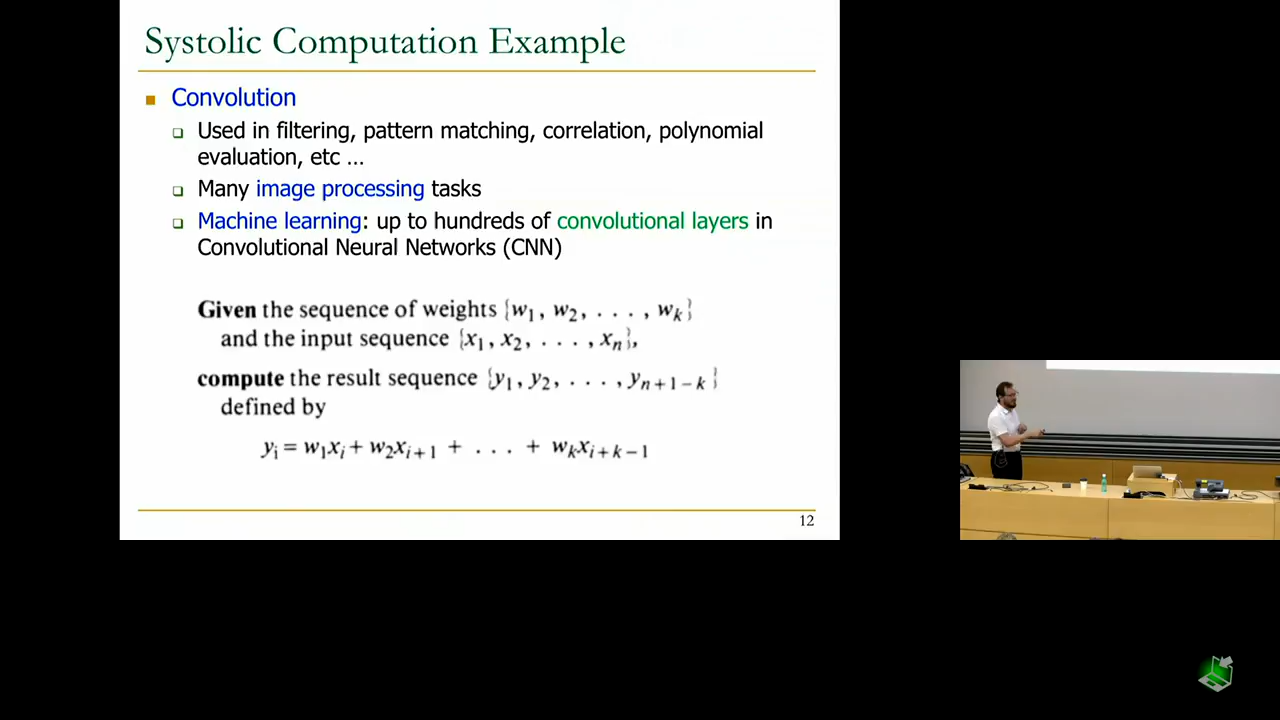 Systolic Computation Example
Convolution
Used in filtering, pattern matching, correlation, polynomial
evaluation, etc …
Many image processing tasks
Machine learning: up to hundreds of convolutional layers in
Convolutional Neural Networks (CNN)
Given the sequence of weights {w₁, w₂, . . . , wₖ}
and the input sequence {x₁, x₂, . . . , xₙ},
compute the result sequence {y₁, y₂, . . . , yₙ₊₁₋ₖ}
defined by
yᵢ = w₁xᵢ + w₂xᵢ₊₁ + . . . + wₖxᵢ₊ₖ₋₁
12